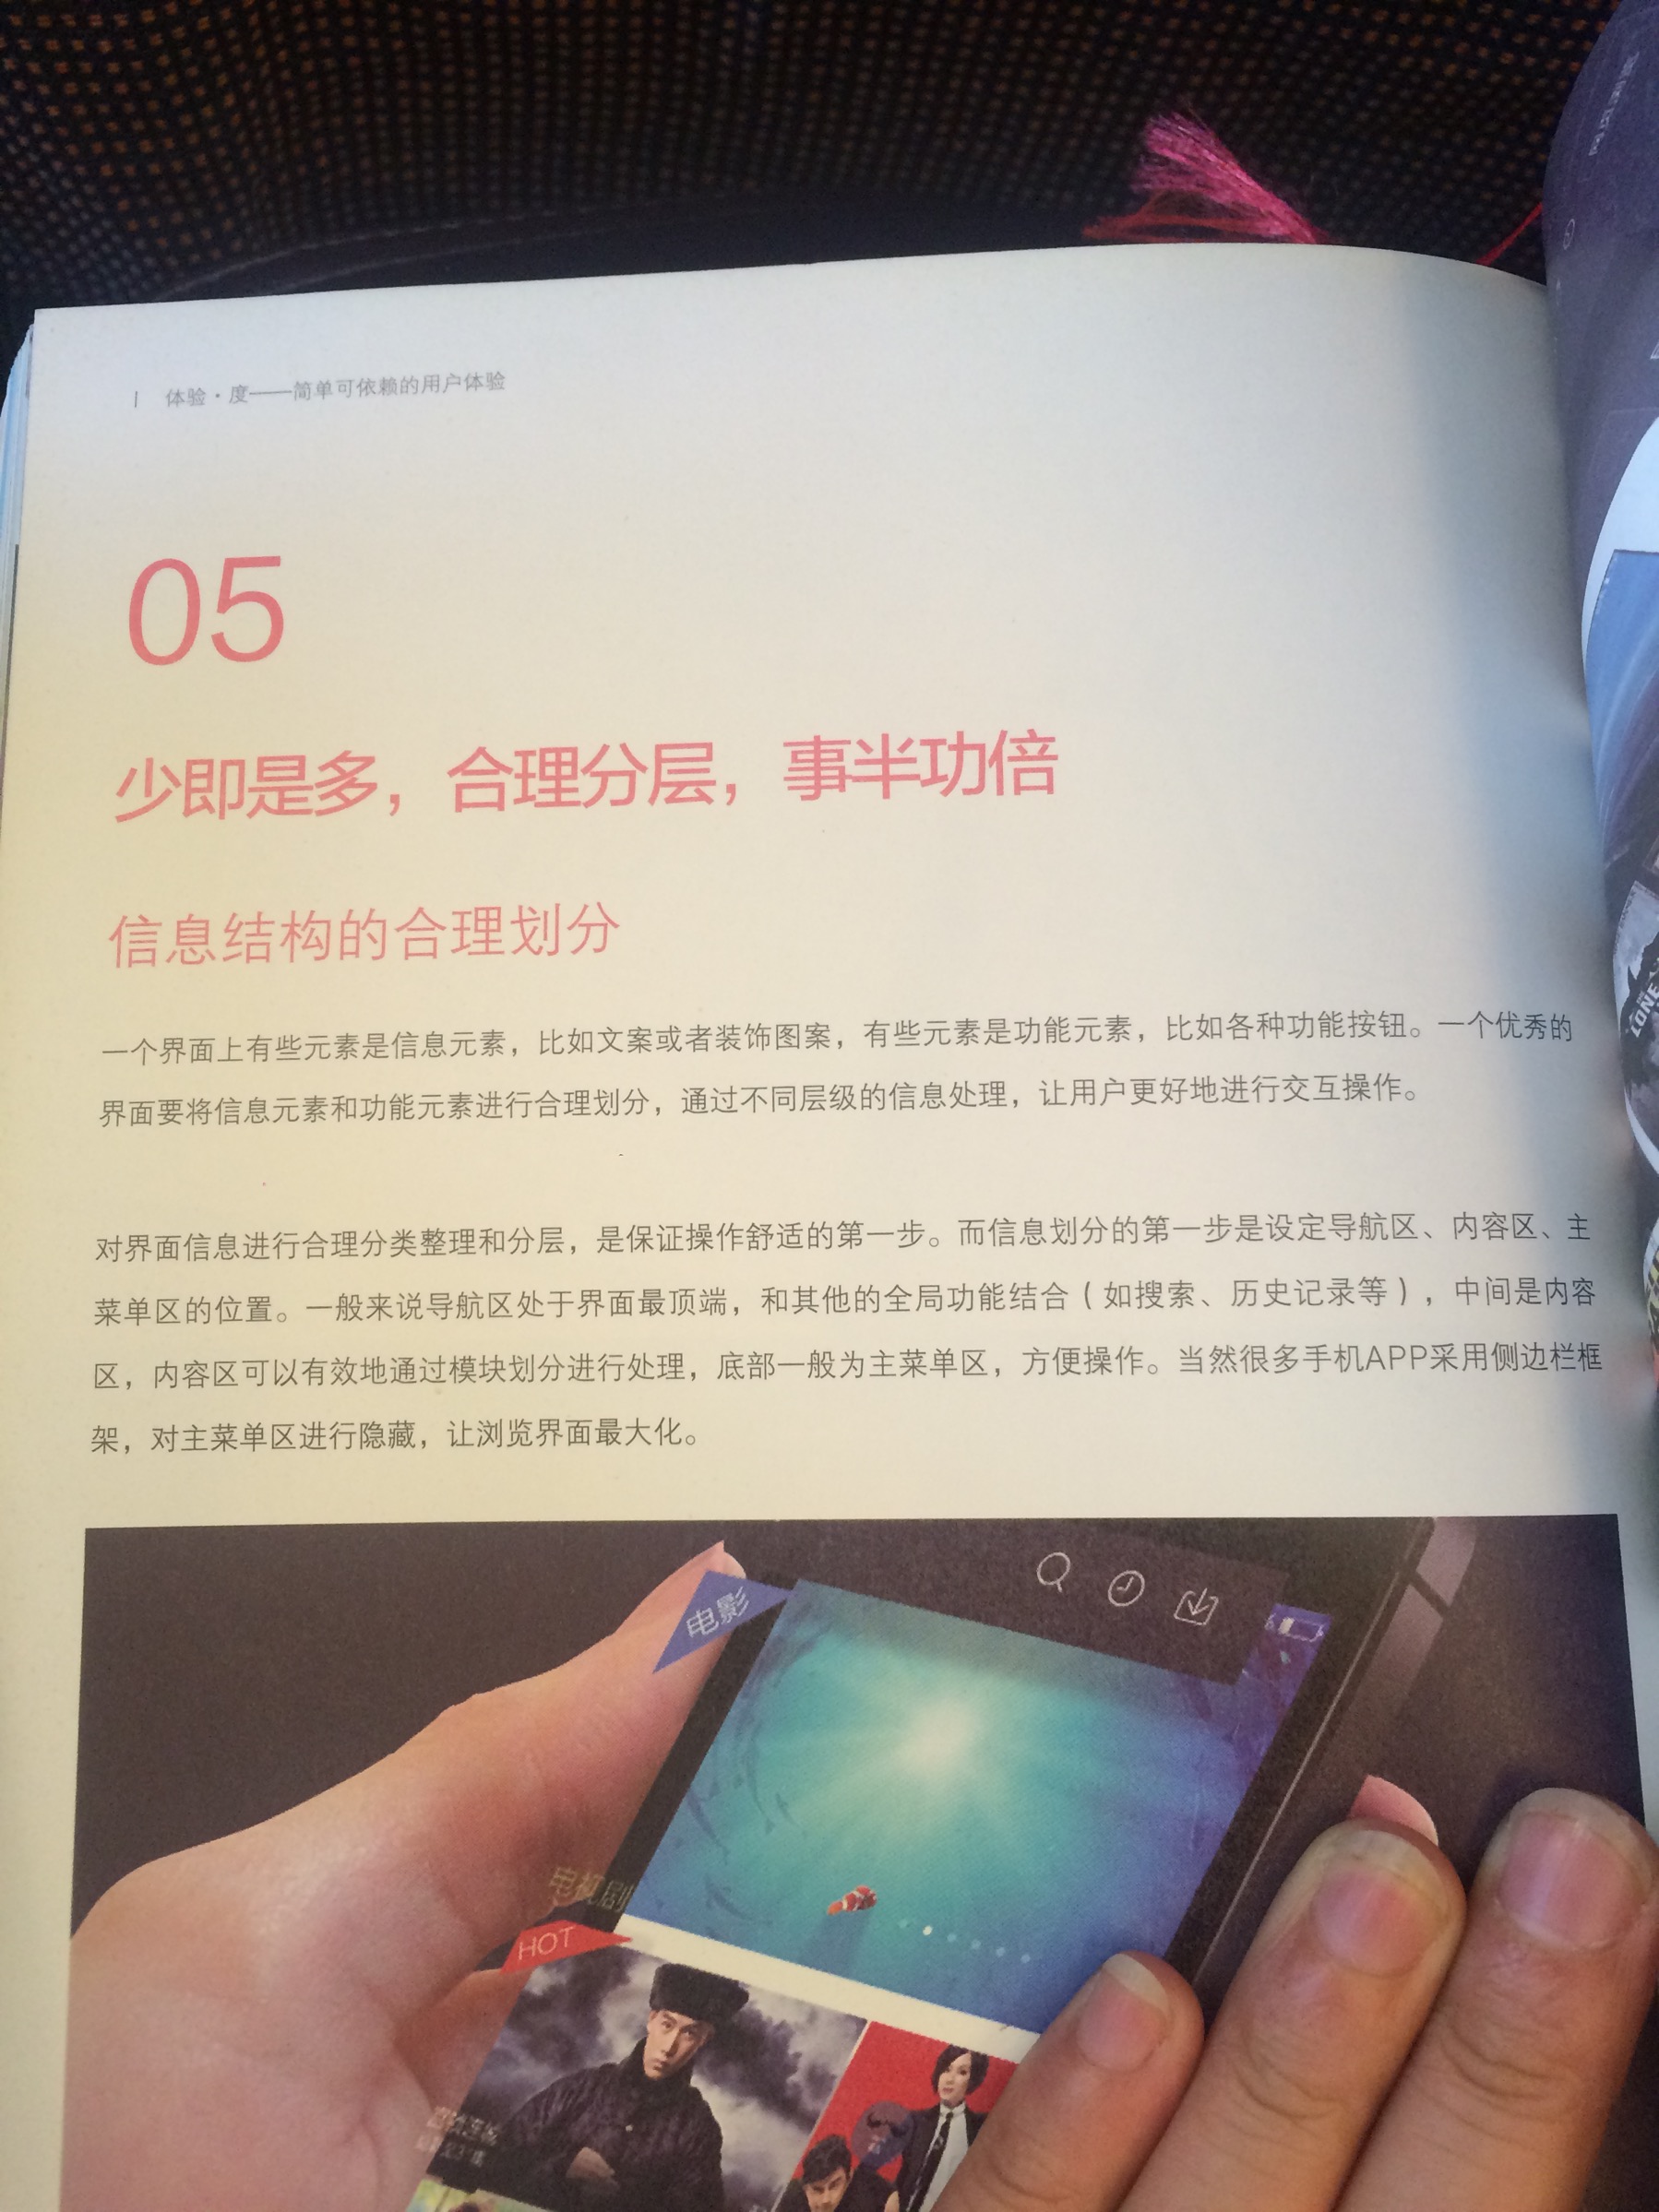 体验·度——简单可依赖的用户体验
05
少即是多，合理分层，事半功倍
信息结构的合理划分
一个界面上有些元素是信息元素，比如文案或者装饰图案，有些元素是功能元素，比如各种功能按钮。一个优秀的
界面要将信息元素和功能元素进行合理划分，通过不同层级的信息处理，让用户更好地进行交互操作。
对界面信息进行合理分类整理和分层，是保证操作舒适的第一步。而信息划分的第一步是设定导航区、内容区、主
菜单区的位置。一般来说导航区处于界面最顶端，和其他的全局功能结合（如搜索、历史记录等），中间是内容
区，内容区可以有效地通过模块划分进行处理，底部一般为主菜单区，方便操作。当然很多手机APP采用侧边栏框
架，对主菜单区进行隐藏，让浏览界面最大化。
电影
电视剧
HOT
LONE